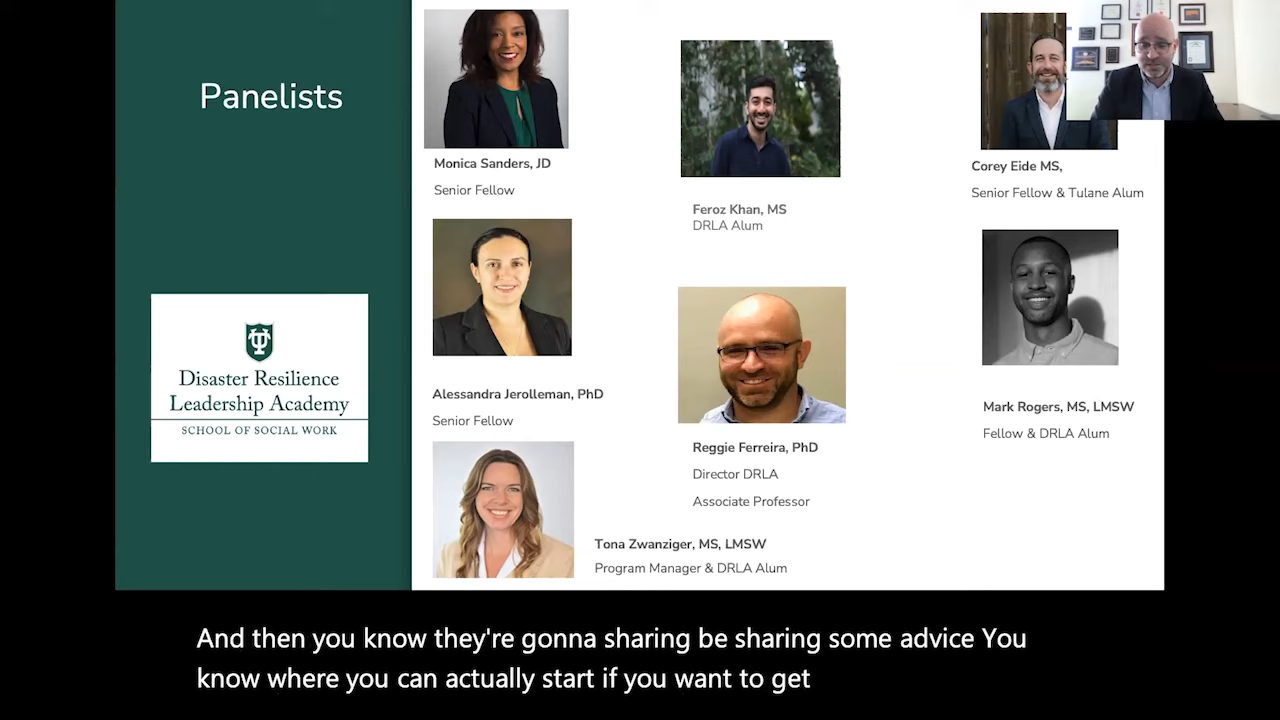 Panelists
Monica Sanders, JD
Senior Fellow
Feroz Khan, MS
DRLA Alum
Corey Eide MS,
Senior Fellow & Tulane Alum
Alessandra Jerolleman, PhD
Senior Fellow
Reggie Ferreira, PhD
Director DRLA
Associate Professor
Mark Rogers, MS, LMSW
Fellow & DRLA Alum
Tona Zwanziger, MS, LMSW
Program Manager & DRLA Alum
Disaster Resilience
Leadership Academy
SCHOOL OF SOCIAL WORK
And then you know they're gonna sharing be sharing some advice You
know where you can actually start if you want to get